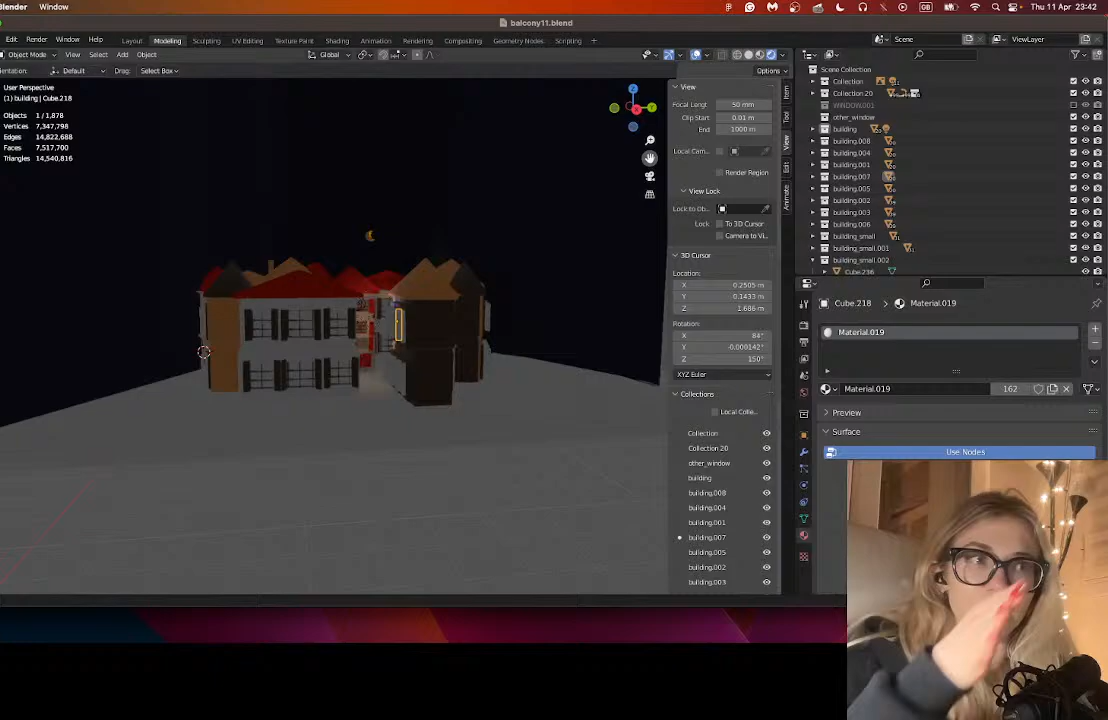 Blender Window GB Thu 11 Apr 23:42
balcony11.blend
Edit Render Window Help Layout Modeling Sculpting UV Editing Texture Paint Shading Animation Rendering Compositing Geometry Nodes Scripting + Scene ViewLayer
Object Mode View Select Add Object Global
Default Drag: Select Box Options
User Perspective
(1) building | Cube.218
Objects 1 / 1,878
Vertices 7,347,798
Edges 14,822,688
Faces 7,517,700
Triangles 14,540,816
Z
X
Y
View
Focal Lengt 50 mm
Clip Start 0.01 m
End 1000 m
Local Cam...
Render Region
View Lock
Lock to Ob...
Lock To 3D Cursor
Camera to Vi...
3D Cursor
Location:
X 0.2505 m
Y 0.1433 m
Z 1.686 m
Rotation:
X 84°
Y -0.000142°
Z 150°
XYZ Euler
Collections
Local Colle...
Collection
Collection 20
other_window
building
building.008
building.004
building.001
building.007
building.005
building.002
building.003
Item
Tool
View
Edit
Animate
Scene Collection
Collection
Collection 20
WINDOW.001
other_window
building
building.008
building.004
building.001
building.007
building.005
building.002
building.003
building.006
building_small
building_small.001
building_small.002
Cube.236
Cube.218 > Material.019
Material.019
Material.019 162
Preview
Surface
Use Nodes